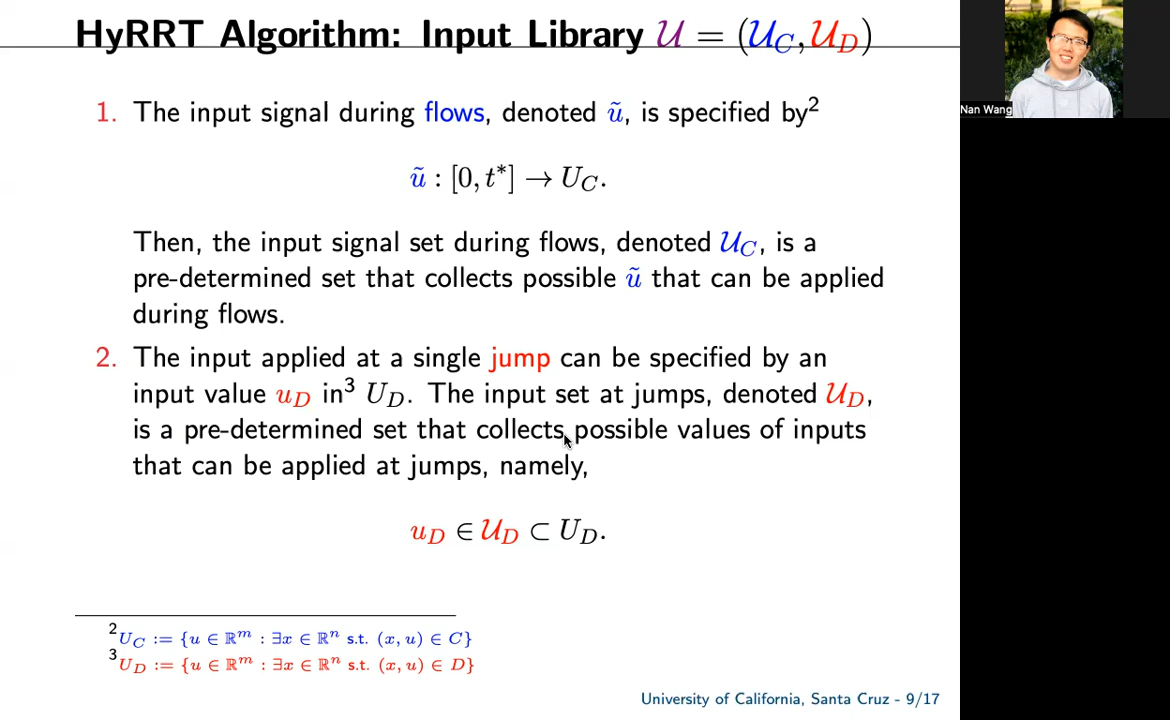 HyRRT Algorithm: Input Library 𝒰 = (𝒰_C, 𝒰_D)
Nan Wang
1. The input signal during flows, denoted ũ, is specified by²
ũ : [0, t*] → U_C.
Then, the input signal set during flows, denoted 𝒰_C, is a
pre-determined set that collects possible ũ that can be applied
during flows.
2. The input applied at a single jump can be specified by an
input value u_D in³ U_D. The input set at jumps, denoted 𝒰_D,
is a pre-determined set that collects possible values of inputs
that can be applied at jumps, namely,
u_D ∈ 𝒰_D ⊂ U_D.
² U_C := {u ∈ ℝ^m : ∃x ∈ ℝ^n s.t. (x, u) ∈ C}
³ U_D := {u ∈ ℝ^m : ∃x ∈ ℝ^n s.t. (x, u) ∈ D}
University of California, Santa Cruz - 9/17